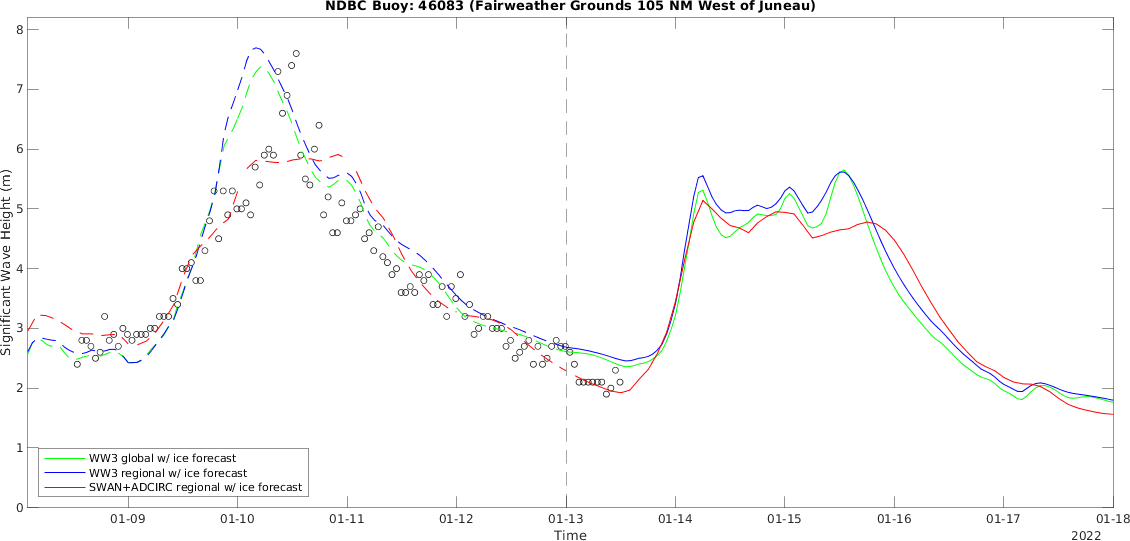 NDBC Buoy: 46083 (Fairweather Grounds 105 NM West of Juneau)
Significant Wave Height (m)
8
7
6
5
4
3
2
1
0
WW3 global w/ ice forecast
WW3 regional w/ ice forecast
SWAN+ADCIRC regional w/ ice forecast
01-09 01-10 01-11 01-12 01-13 01-14 01-15 01-16 01-17 01-18
Time
2022